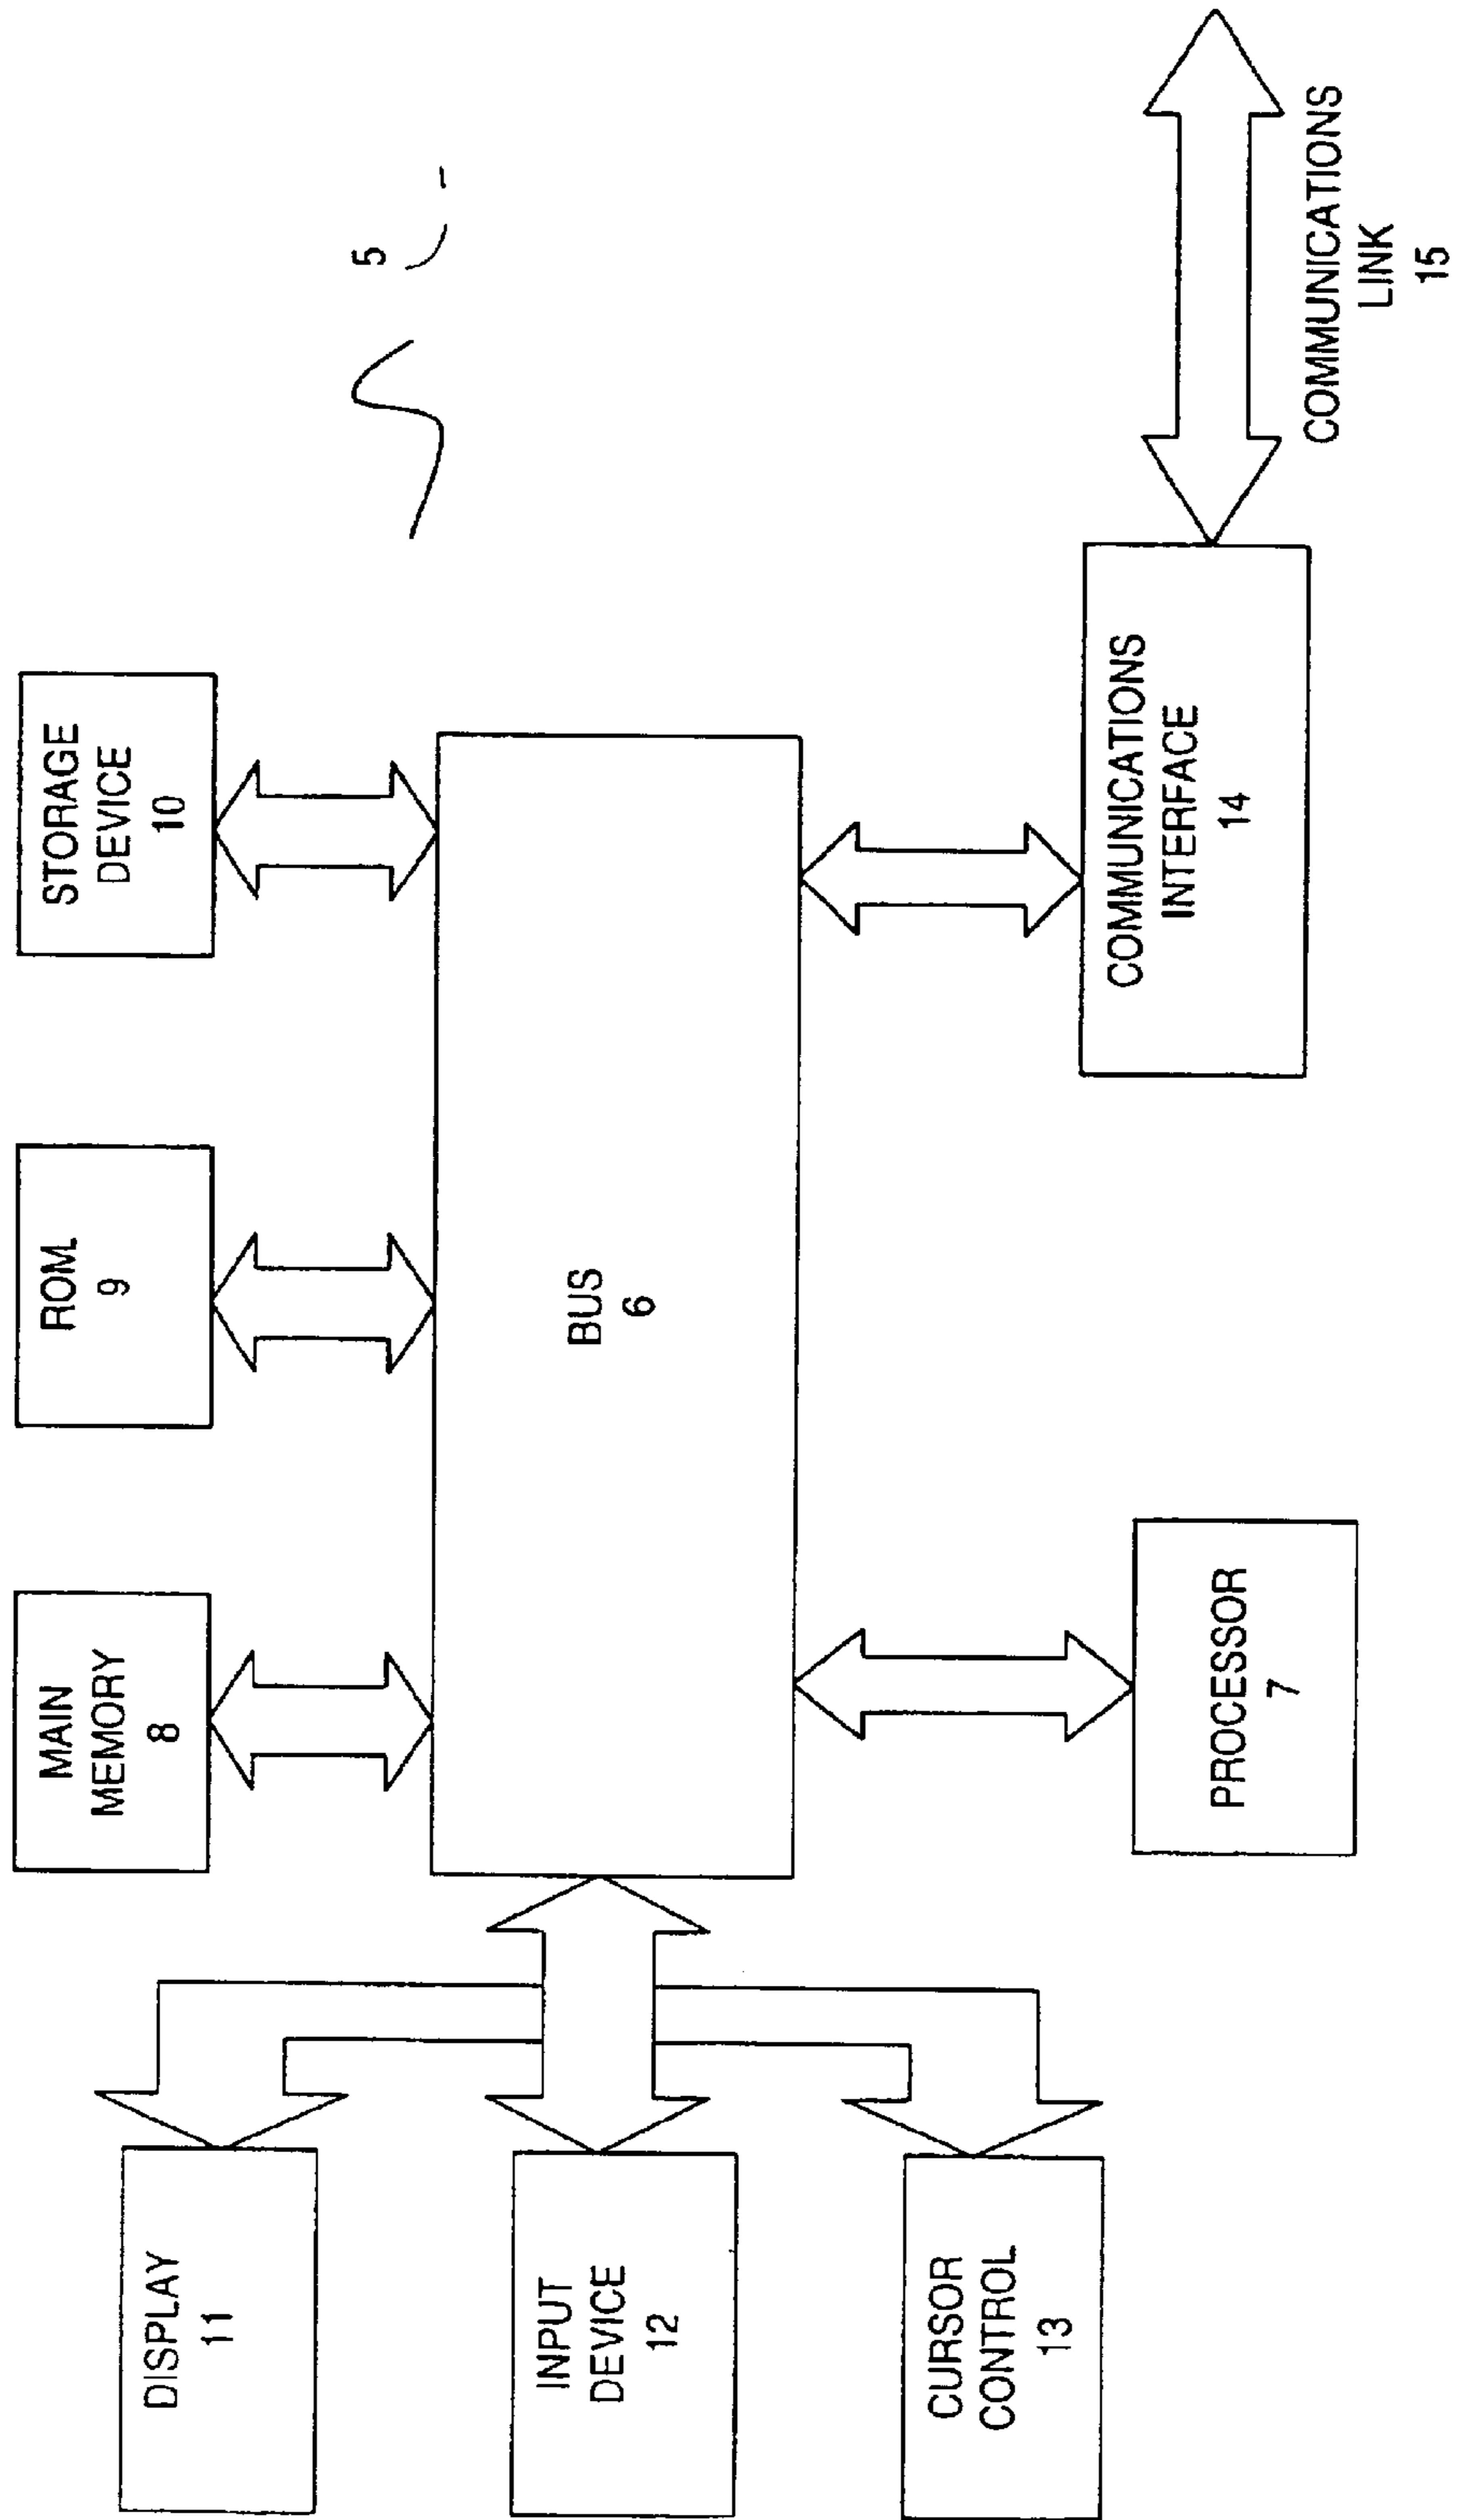 5
MAIN
MEMORY
8
ROM
9
STORAGE
DEVICE
10
DISPLAY
11
INPUT
DEVICE
12
CURSOR
CONTROL
13
BUS
6
PROCESSOR
7
COMMUNICATIONS
INTERFACE
14
COMMUNICATIONS
LINK
15